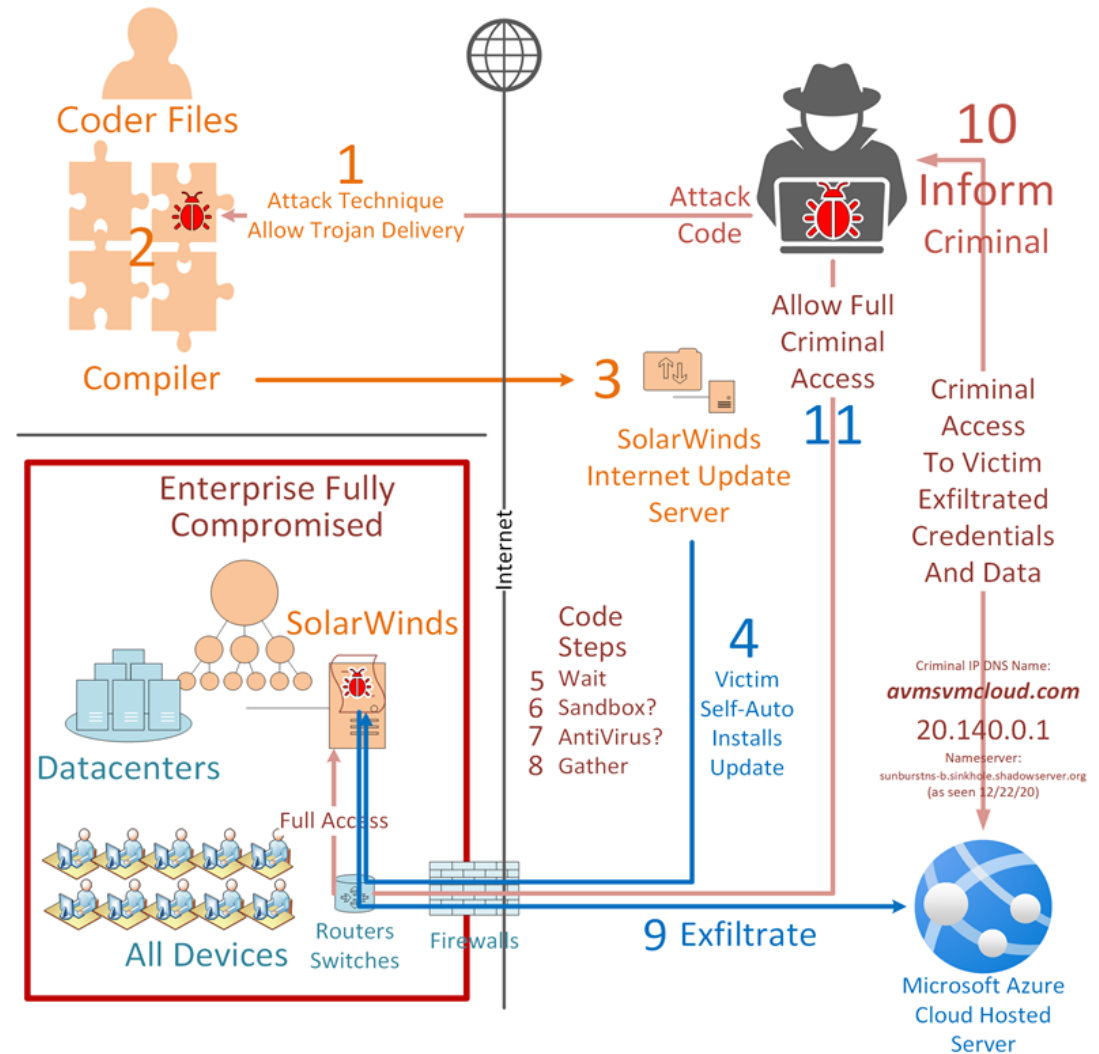 Coder Files
1
Attack Technique
Allow Trojan Delivery
2
Compiler
Attack
Code
10
Inform
Criminal
3
SolarWinds
Internet Update
Server
Allow Full
Criminal
Access
11
Criminal
Access
To Victim
Exfiltrated
Credentials
And Data
Internet
Enterprise Fully
Compromised
SolarWinds
Datacenters
Full Access
All Devices
Routers
Switches
Firewalls
Code
Steps
5 Wait
6 Sandbox?
7 AntiVirus?
8 Gather
4
Victim
Self-Auto
Installs
Update
Criminal IP DNS Name:
avmsvmcloud.com
20.140.0.1
Nameserver:
sunburstns-b.sinkhole.shadowserver.org
(as seen 12/22/20)
9 Exfiltrate
Microsoft Azure
Cloud Hosted
Server